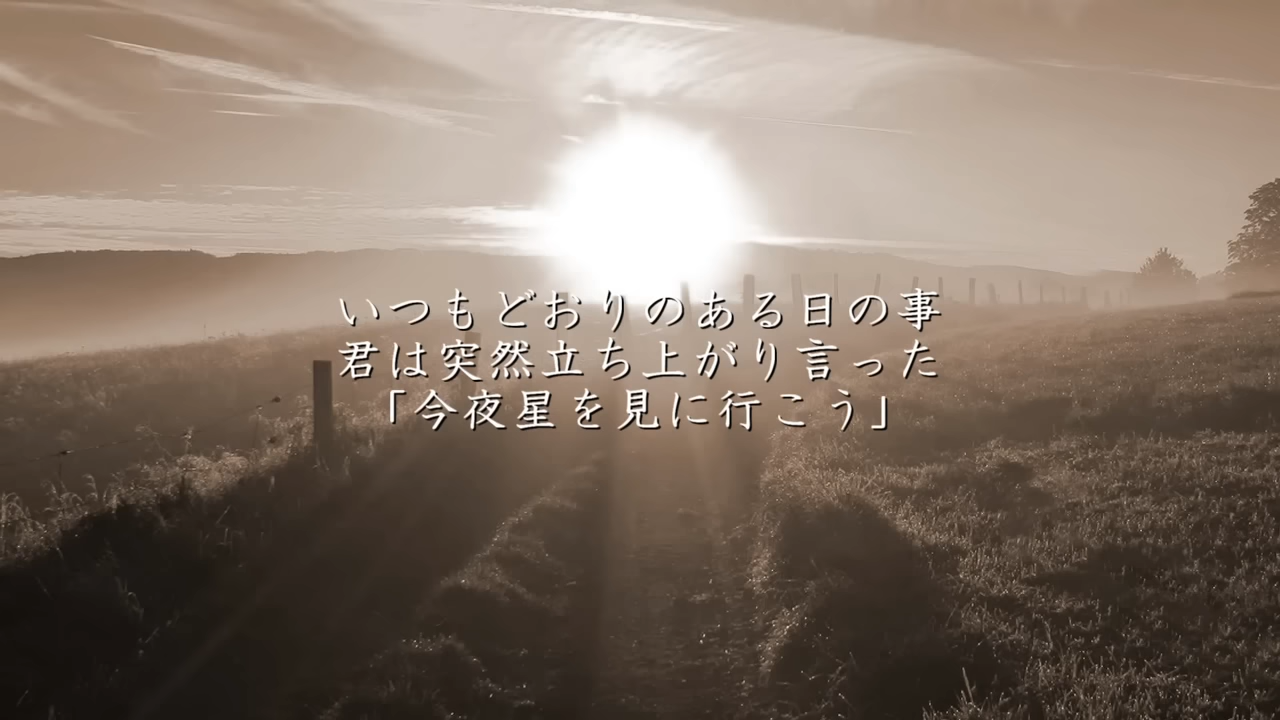 いつもどおりのある日の事
君は突然立ち上がり言った
「今夜星を見に行こう」